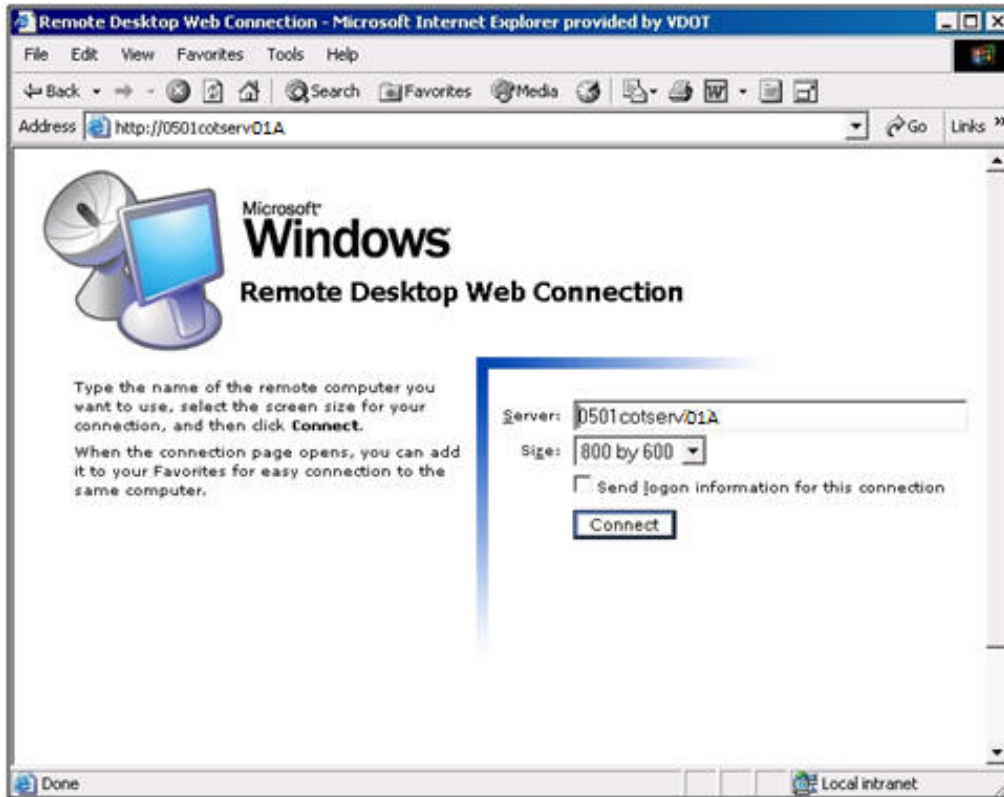 Remote Desktop Web Connection - Microsoft Internet Explorer provided by VDOT
File Edit View Favorites Tools Help
Back Search Favorites Media
Address http://0501cotserv01A Go Links »
Microsoft
Windows
Remote Desktop Web Connection
Type the name of the remote computer you
want to use, select the screen size for your
connection, and then click Connect.
When the connection page opens, you can add
it to your Favorites for easy connection to the
same computer.
Server: 0501cotserv01A
Size: 800 by 600
Send logon information for this connection
Connect
Done Local intranet